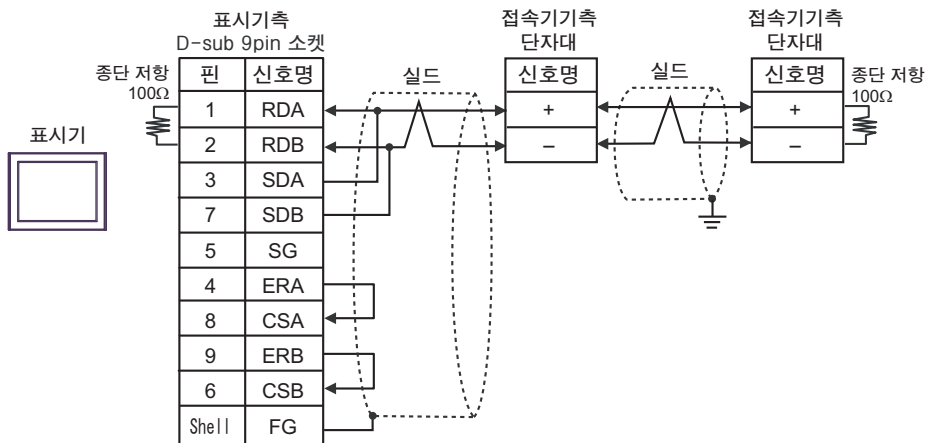 표시기측
D-sub 9pin 소켓
접속기기측
단자대
접속기기측
단자대
종단 저항
100Ω
핀 신호명
실드
신호명
실드
신호명
종단 저항
100Ω
표시기
1 RDA
+
+
2 RDB
–
–
3 SDA
7 SDB
5 SG
4 ERA
8 CSA
9 ERB
6 CSB
Shell FG